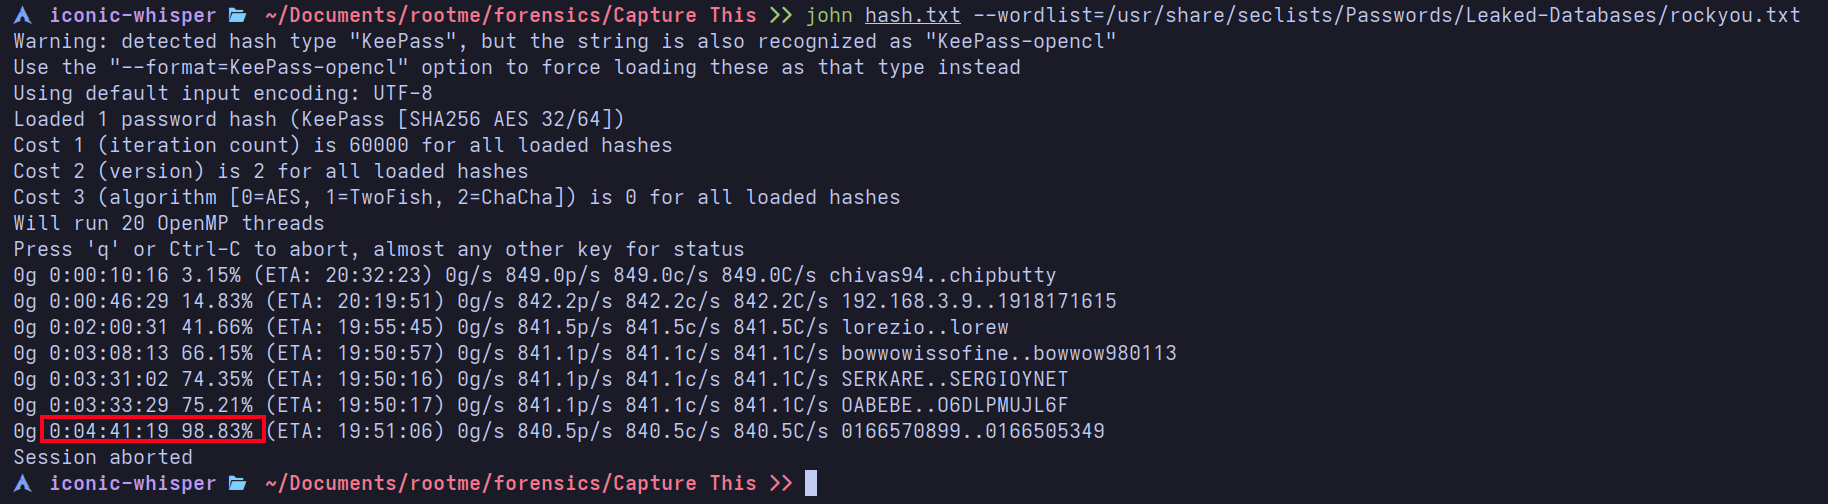 iconic-whisper ~/Documents/rootme/forensics/Capture This >> john hash.txt --wordlist=/usr/share/seclists/Passwords/Leaked-Databases/rockyou.txt
Warning: detected hash type "KeePass", but the string is also recognized as "KeePass-opencl"
Use the "--format=KeePass-opencl" option to force loading these as that type instead
Using default input encoding: UTF-8
Loaded 1 password hash (KeePass [SHA256 AES 32/64])
Cost 1 (iteration count) is 60000 for all loaded hashes
Cost 2 (version) is 2 for all loaded hashes
Cost 3 (algorithm [0=AES, 1=TwoFish, 2=ChaCha]) is 0 for all loaded hashes
Will run 20 OpenMP threads
Press 'q' or Ctrl-C to abort, almost any other key for status
0g 0:00:10:16 3.15% (ETA: 20:32:23) 0g/s 849.0p/s 849.0c/s 849.0C/s chivas94..chipbutty
0g 0:00:46:29 14.83% (ETA: 20:19:51) 0g/s 842.2p/s 842.2c/s 842.2C/s 192.168.3.9..1918171615
0g 0:02:00:31 41.66% (ETA: 19:55:45) 0g/s 841.5p/s 841.5c/s 841.5C/s lorezio..lorew
0g 0:03:08:13 66.15% (ETA: 19:50:57) 0g/s 841.1p/s 841.1c/s 841.1C/s bowwowissofine..bowwow980113
0g 0:03:31:02 74.35% (ETA: 19:50:16) 0g/s 841.1p/s 841.1c/s 841.1C/s SERKARE..SERGIOYNET
0g 0:03:33:29 75.21% (ETA: 19:50:17) 0g/s 841.1p/s 841.1c/s 841.1C/s OABEBE..O6DLPMUJL6F
0g 0:04:41:19 98.83% (ETA: 19:51:06) 0g/s 840.5p/s 840.5c/s 840.5C/s 0166570899..0166505349
Session aborted
iconic-whisper ~/Documents/rootme/forensics/Capture This >>